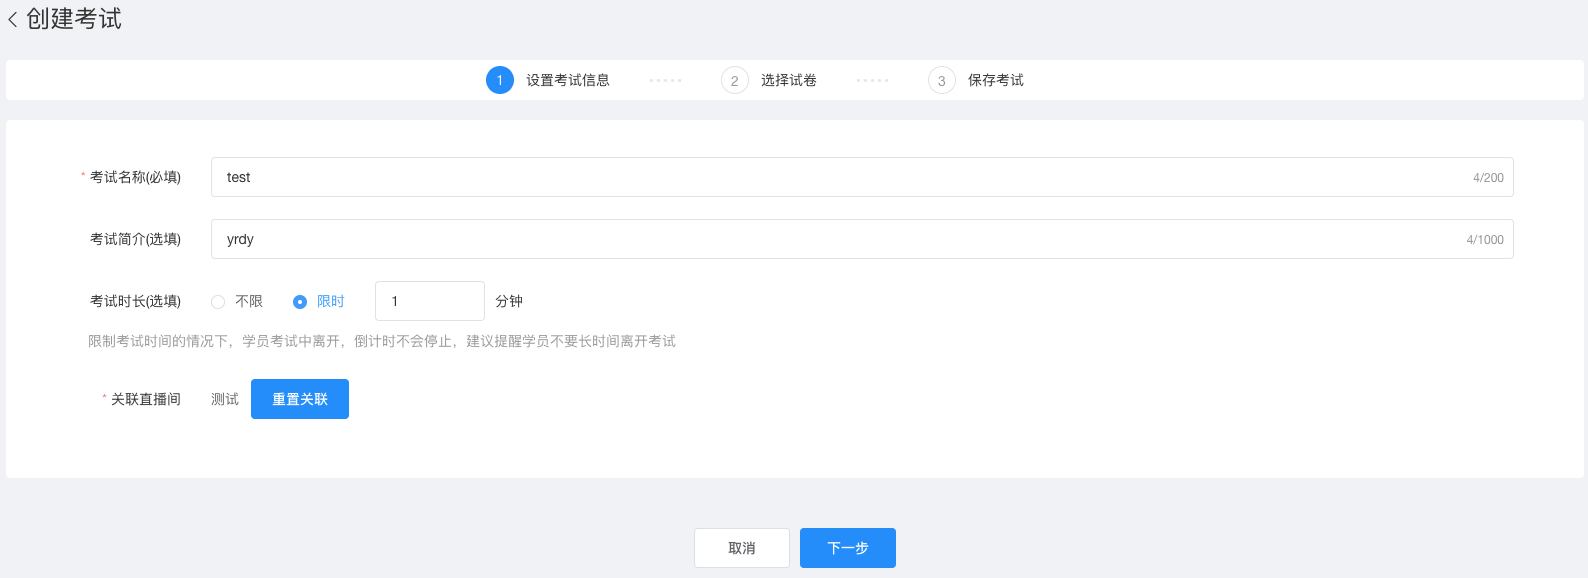 创建考试
1 设置考试信息 2 选择试卷 3 保存考试
* 考试名称(必填) test 4/200
考试简介(选填) yrdy 4/1000
考试时长(选填) 不限 限时 1 分钟
限制考试时间的情况下，学员考试中离开，倒计时不会停止，建议提醒学员不要长时间离开考试
* 关联直播间 测试 重置关联
取消 下一步